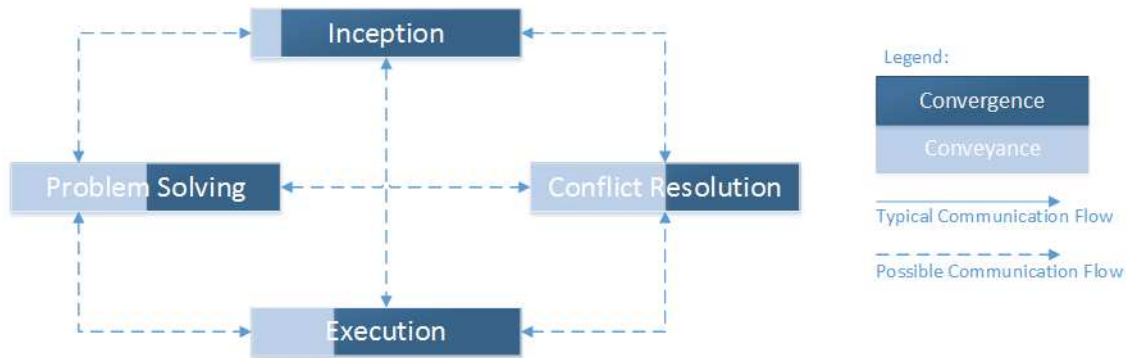 Inception
Legend:
Convergence
Conveyance
Problem Solving
Conflict Resolution
Typical Communication Flow
Possible Communication Flow
Execution